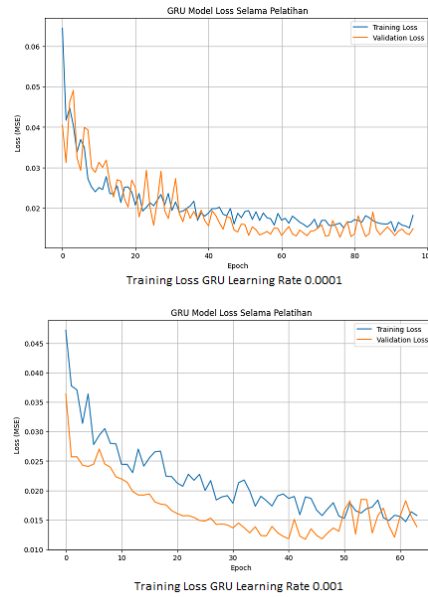 GRU Model Loss Selama Pelatihan
Training Loss
Validation Loss
0.06
0.05
0.04
0.03
0.02
Loss (MSE)
0 20 40 60 80 100
Epoch
Training Loss GRU Learning Rate 0.0001
GRU Model Loss Selama Pelatihan
Training Loss
Validation Loss
0.045
0.040
0.035
0.030
0.025
0.020
0.015
0.010
Loss (MSE)
0 10 20 30 40 50 60
Epoch
Training Loss GRU Learning Rate 0.001